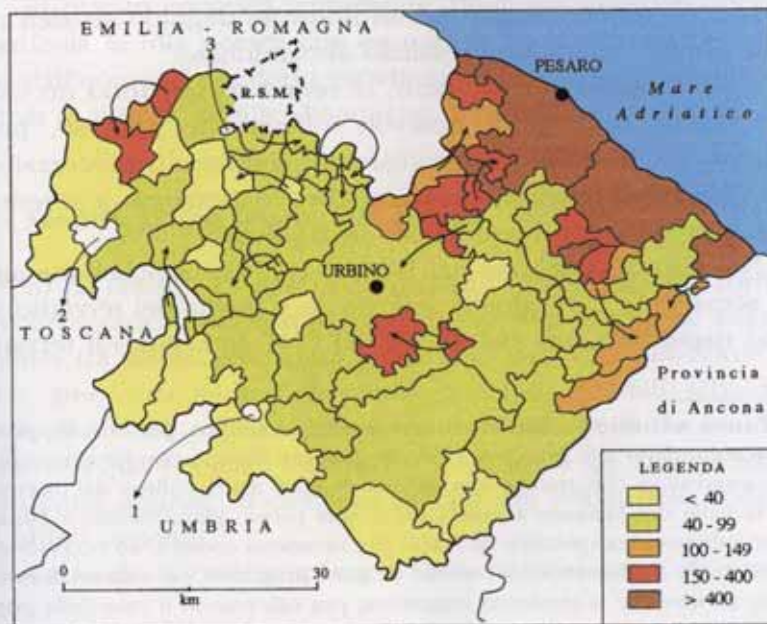 EMILIA - ROMAGNA
3
R.S.M.
PESARO
Mare
Adriatico
URBINO
2
TOSCANA
Provincia
di Ancona
1
UMBRIA
0 30
km
LEGENDA
< 40
40 - 99
100 - 149
150 - 400
> 400